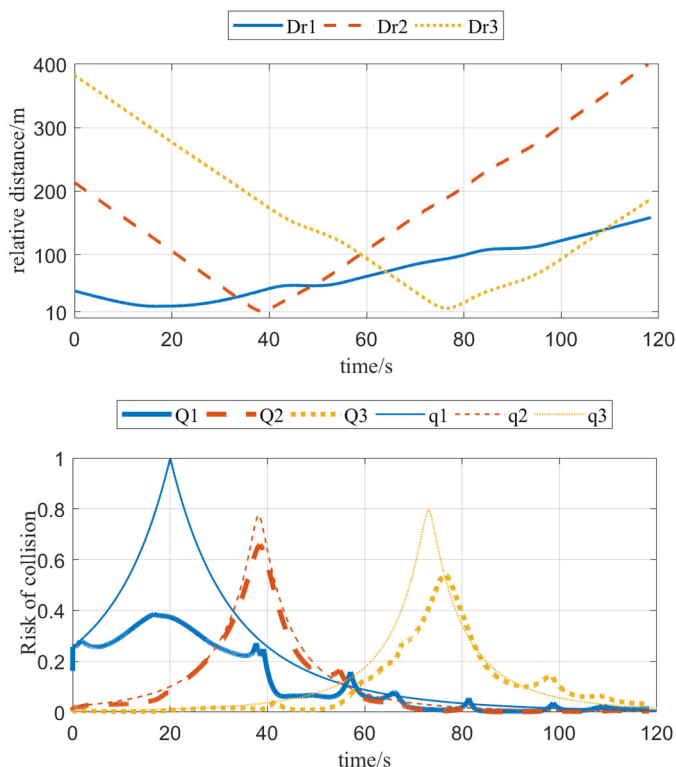 Dr1 Dr2 Dr3
400
300
200
100
10
relative distance/m
0 20 40 60 80 100 120
time/s
Q1 Q2 Q3 q1 q2 q3
1
0.8
0.6
0.4
0.2
0
Risk of collision
0 20 40 60 80 100 120
time/s